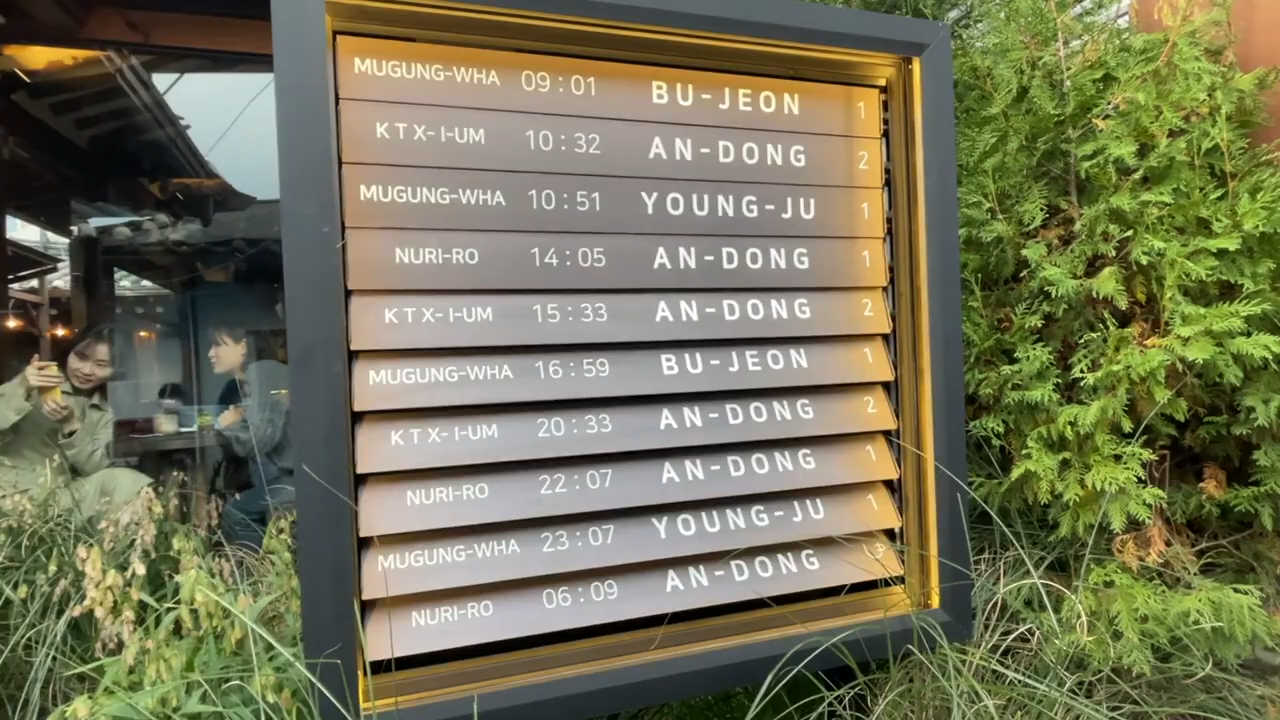 MUGUNG-WHA 09:01 BU-JEON 1
KTX-I-UM 10:32 AN-DONG 2
MUGUNG-WHA 10:51 YOUNG-JU 1
NURI-RO 14:05 AN-DONG 1
KTX-I-UM 15:33 AN-DONG 2
MUGUNG-WHA 16:59 BU-JEON 1
KTX-I-UM 20:33 AN-DONG 2
NURI-RO 22:07 AN-DONG 1
MUGUNG-WHA 23:07 YOUNG-JU 1
NURI-RO 06:09 AN-DONG